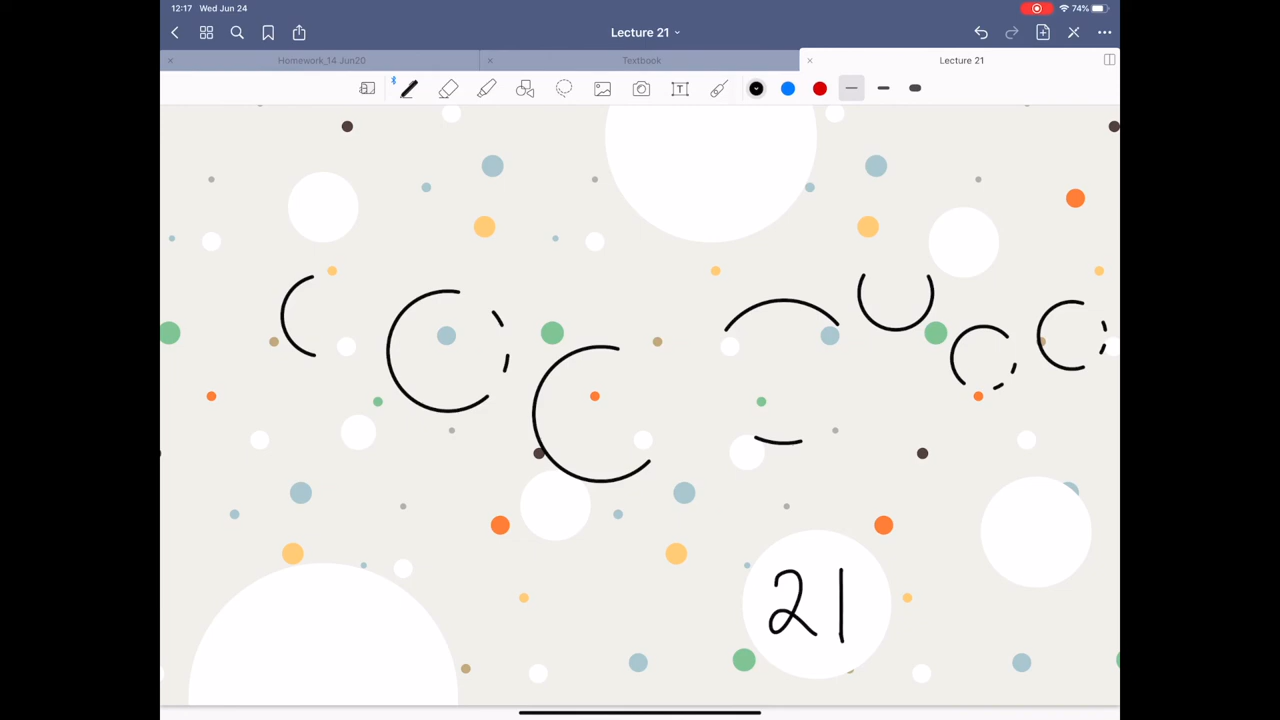 12:17 Wed Jun 24
74%
Lecture 21
Homework_14 Jun20
Textbook
Lecture 21
T
21